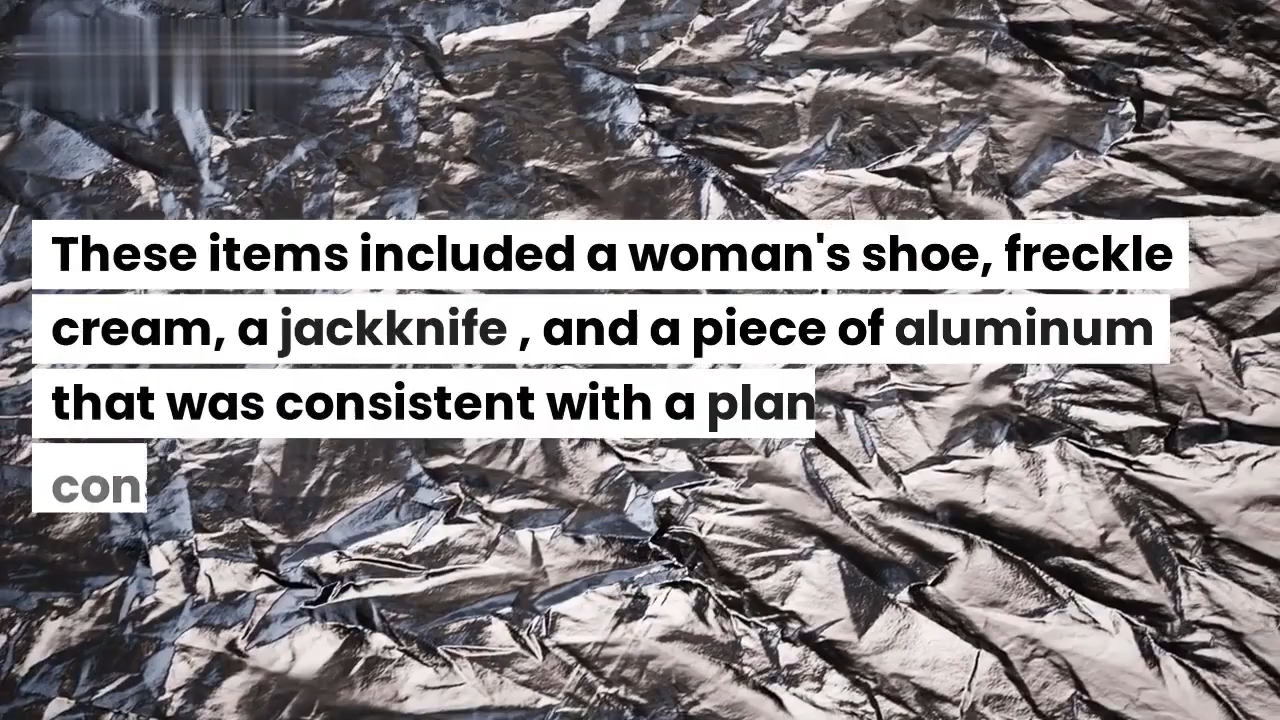 These items included a woman's shoe, freckle
cream, a jackknife , and a piece of aluminum
that was consistent with a plan
con